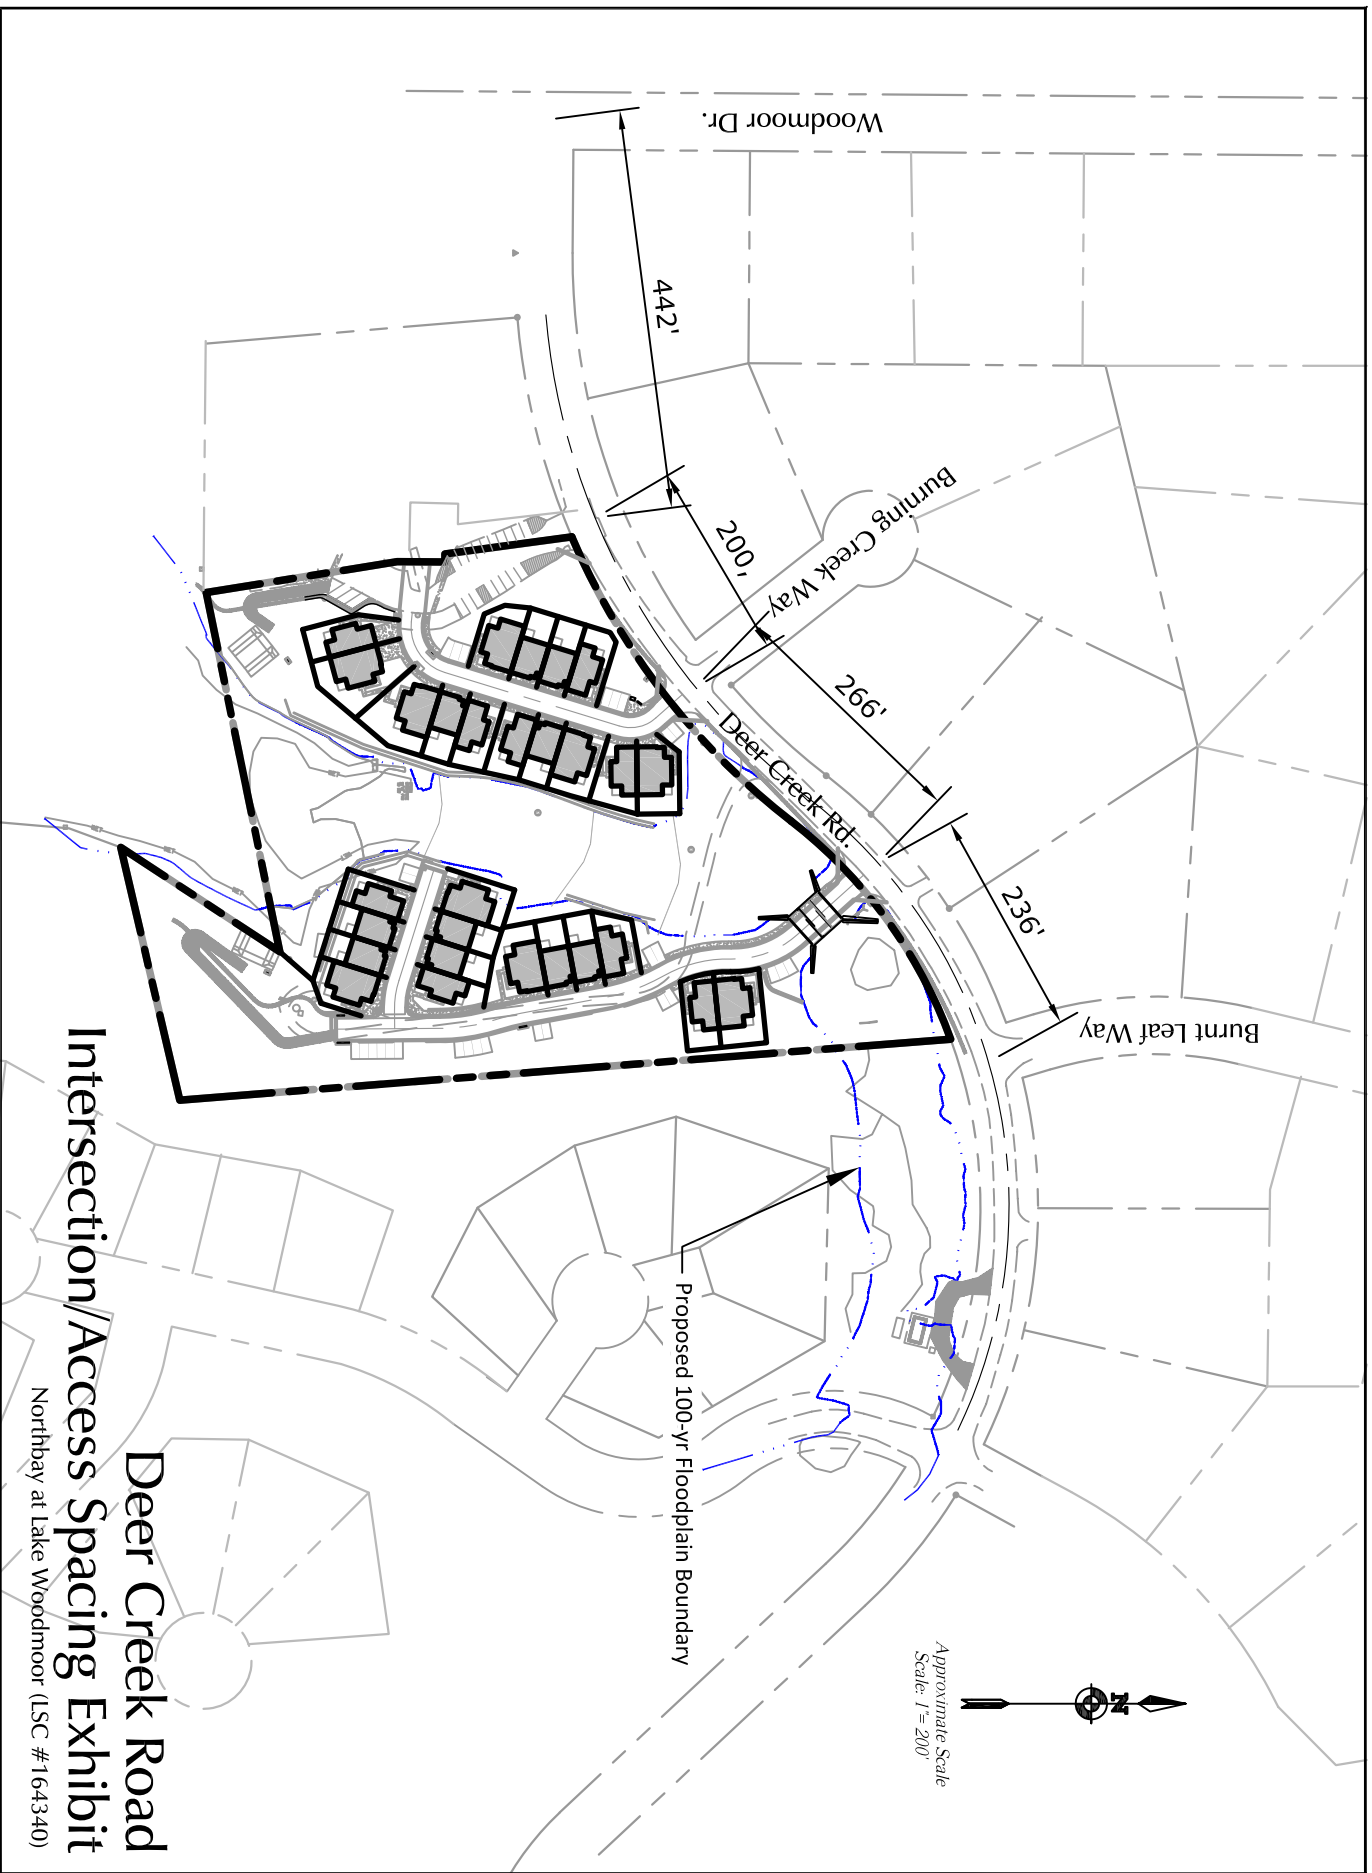 Woodmoor Dr.
442'
200,
Burning Creek Way
266'
Deer Creek Rd.
236'
Burnt Leaf Way
Proposed 100-yr Floodplain Boundary
N
Approximate Scale
Scale: 1" = 200'
Deer Creek Road
Intersection/Access Spacing Exhibit
Northbay at Lake Woodmoor (LSC #164340)